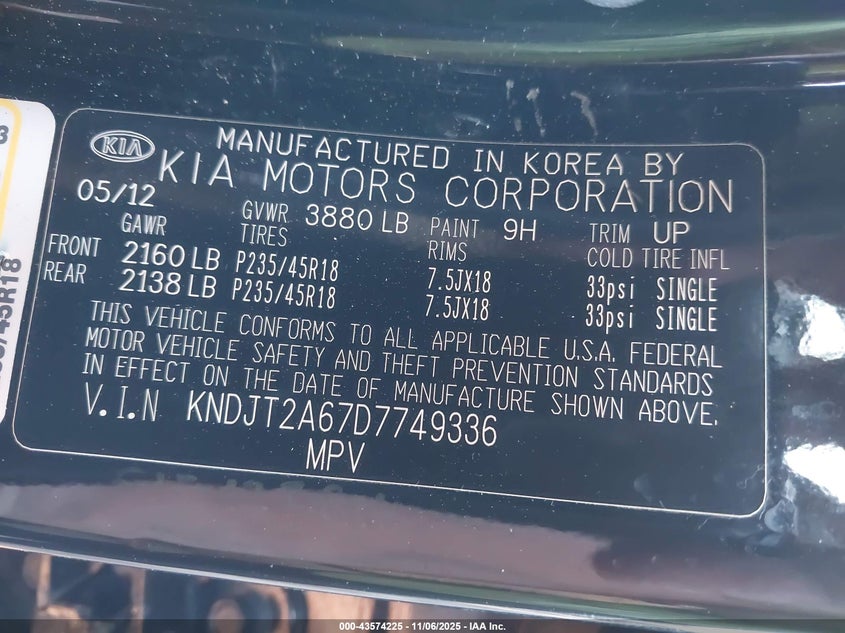 KIA
MANUFACTURED IN KOREA BY
KIA MOTORS CORPORATION
05/12
GAWR
GVWR 3880 LB
TIRES
PAINT 9H
RIMS
TRIM UP
COLD TIRE INFL
FRONT 2160 LB P235/45R18 7.5JX18 33psi SINGLE
REAR 2138 LB P235/45R18 7.5JX18 33psi SINGLE
THIS VEHICLE CONFORMS TO ALL APPLICABLE U.S.A. FEDERAL
MOTOR VEHICLE SAFETY AND THEFT PREVENTION STANDARDS
IN EFFECT ON THE DATE OF MANUFACTURE SHOWN ABOVE.
V.I.N KNDJT2A67D7749336
MPV
000-43574225 - 11/06/2025 - IAA Inc.